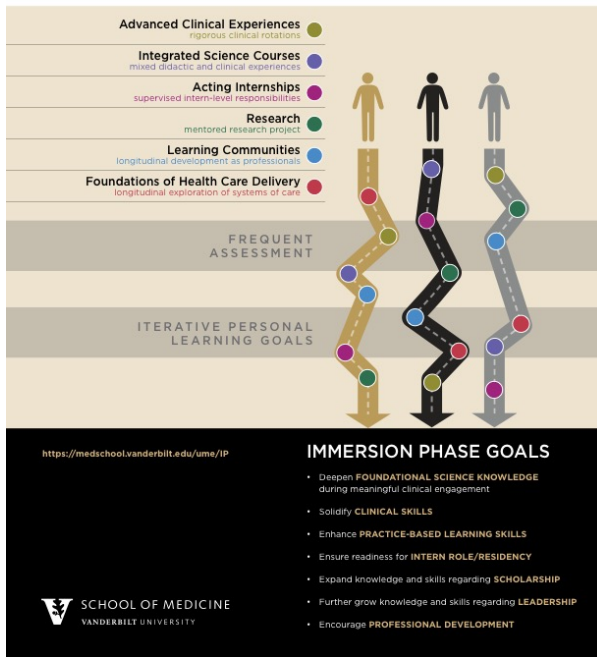 Advanced Clinical Experiences
rigorous clinical rotations
Integrated Science Courses
mixed didactic and clinical experiences
Acting Internships
supervised intern-level responsibilities
Research
mentored research project
Learning Communities
longitudinal development as professionals
Foundations of Health Care Delivery
longitudinal exploration of systems of care
FREQUENT
ASSESSMENT
ITERATIVE PERSONAL
LEARNING GOALS
https://medschool.vanderbilt.edu/ume/IP
IMMERSION PHASE GOALS
• Deepen FOUNDATIONAL SCIENCE KNOWLEDGE
during meaningful clinical engagement
• Solidify CLINICAL SKILLS
• Enhance PRACTICE-BASED LEARNING SKILLS
• Ensure readiness for INTERN ROLE/RESIDENCY
• Expand knowledge and skills regarding SCHOLARSHIP
• Further grow knowledge and skills regarding LEADERSHIP
• Encourage PROFESSIONAL DEVELOPMENT
V SCHOOL OF MEDICINE
VANDERBILT UNIVERSITY